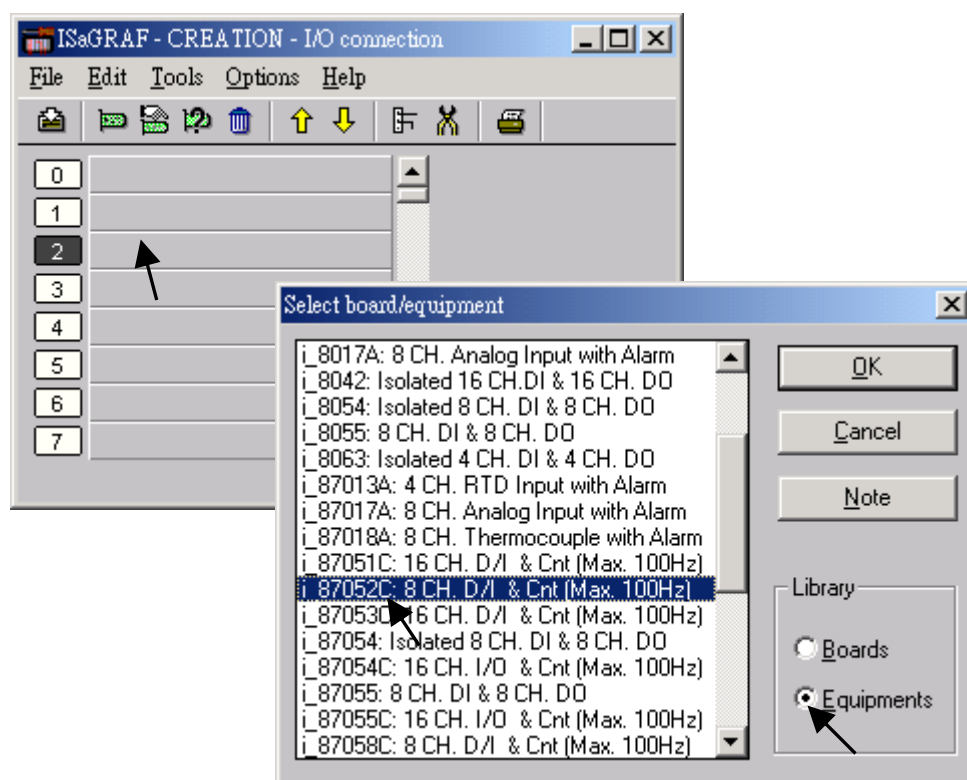 ISaGRAF - CREATION - I/O connection
File Edit Tools Options Help
0
1
2
3
4
5
6
7
Select board/equipment
i_8017A: 8 CH. Analog Input with Alarm
i_8042: Isolated 16 CH.DI & 16 CH. DO
i_8054: Isolated 8 CH. DI & 8 CH. DO
i_8055: 8 CH. DI & 8 CH. DO
i_8063: Isolated 4 CH. DI & 4 CH. DO
i_87013A: 4 CH. RTD Input with Alarm
i_87017A: 8 CH. Analog Input with Alarm
i_87018A: 8 CH. Thermocouple with Alarm
i_87051C: 16 CH. D/I & Cnt (Max. 100Hz)
i_87052C: 8 CH. D/I & Cnt (Max. 100Hz)
i_87053C: 16 CH. D/I & Cnt (Max. 100Hz)
i_87054: Isolated 8 CH. DI & 8 CH. DO
i_87054C: 16 CH. I/O & Cnt (Max. 100Hz)
i_87055: 8 CH. DI & 8 CH. DO
i_87055C: 16 CH. I/O & Cnt (Max. 100Hz)
i_87058C: 8 CH. D/I & Cnt (Max. 100Hz)
OK
Cancel
Note
Library
Boards
Equipments